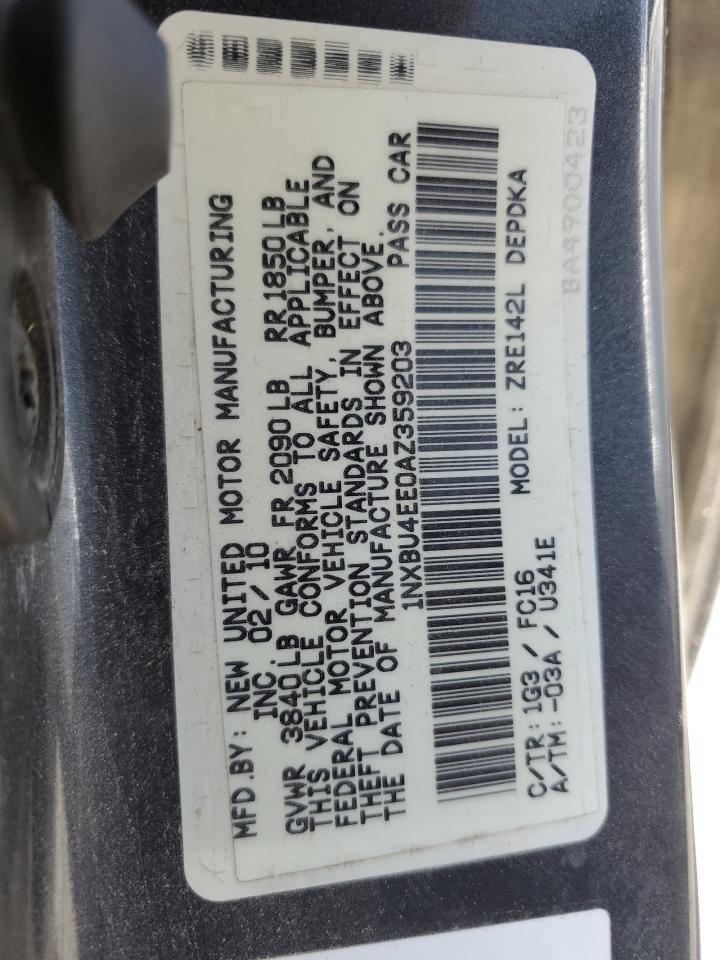 MFD.BY: NEW UNITED MOTOR MANUFACTURING
INC. 02/10
GVWR 3840LB GAWR FR 2090LB RR1850LB
THIS VEHICLE CONFORMS TO ALL APPLICABLE
FEDERAL MOTOR VEHICLE SAFETY, BUMPER, AND
THEFT PREVENTION STANDARDS IN EFFECT ON
THE DATE OF MANUFACTURE SHOWN ABOVE.
1NXBU4EE0AZ359203 PASS CAR
C/TR:1G3 / FC16 MODEL:ZRE142L DEPDKA
A/TM:-03A / U341E
BA4900423